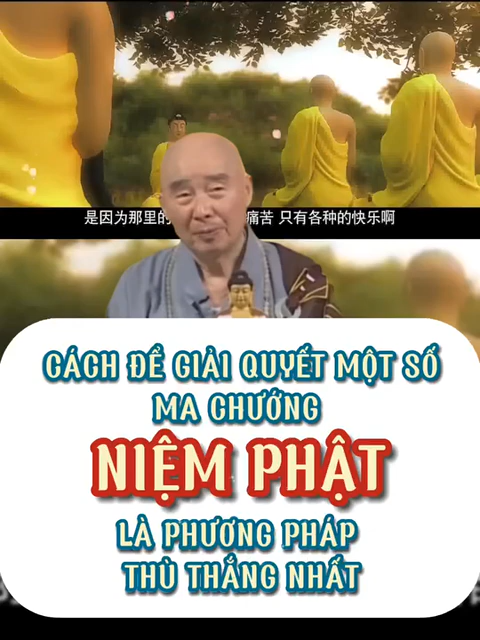 是因为那里的 痛苦 只有各种的快乐啊
CÁCH ĐỂ GIẢI QUYẾT MỘT SỐ
MA CHƯỚNG
NIỆM PHẬT
LÀ PHƯƠNG PHÁP
THÙ THẮNG NHẤT